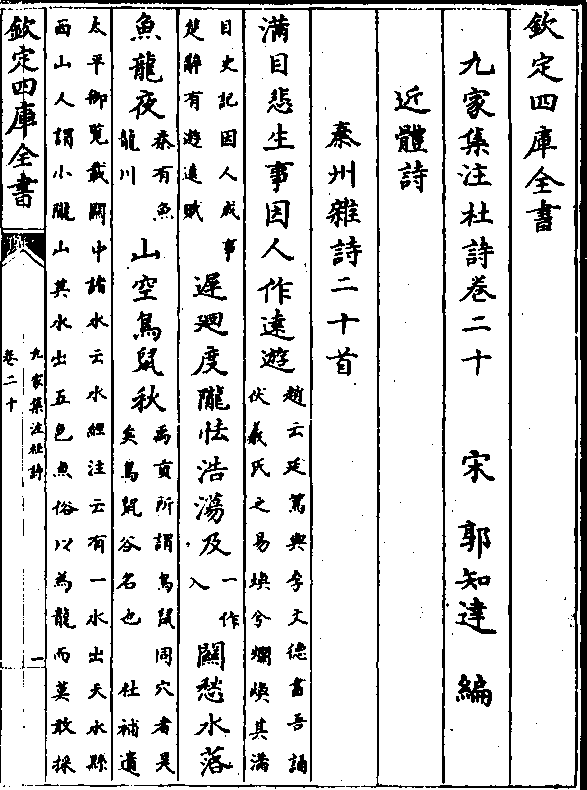 欽定四庫全書
九家集注杜詩卷二十　宋　郭知達　編
近體詩
秦州雜詩二十首
滿目悲生事因人作遠遊
趙云延篤與李文德書吾誦
伏羲氏之易煥兮爛煥其滿
目史記因人成事
楚辭有遊遠賦
遲廻度隴怯浩蕩及
一作
入
關愁水落
魚龍夜
秦有魚
龍川
山空鳥鼠秋
禹貢所謂鳥鼠同穴者是
矣鳥鼠谷名也　杜補遺
太平御覽載關中諸水云水經注云有一水出天水縣
西山人謂小隴山其水出五色魚俗以為龍而莫敢採
欽定四庫全書
九家集注杜詩
卷二十
一